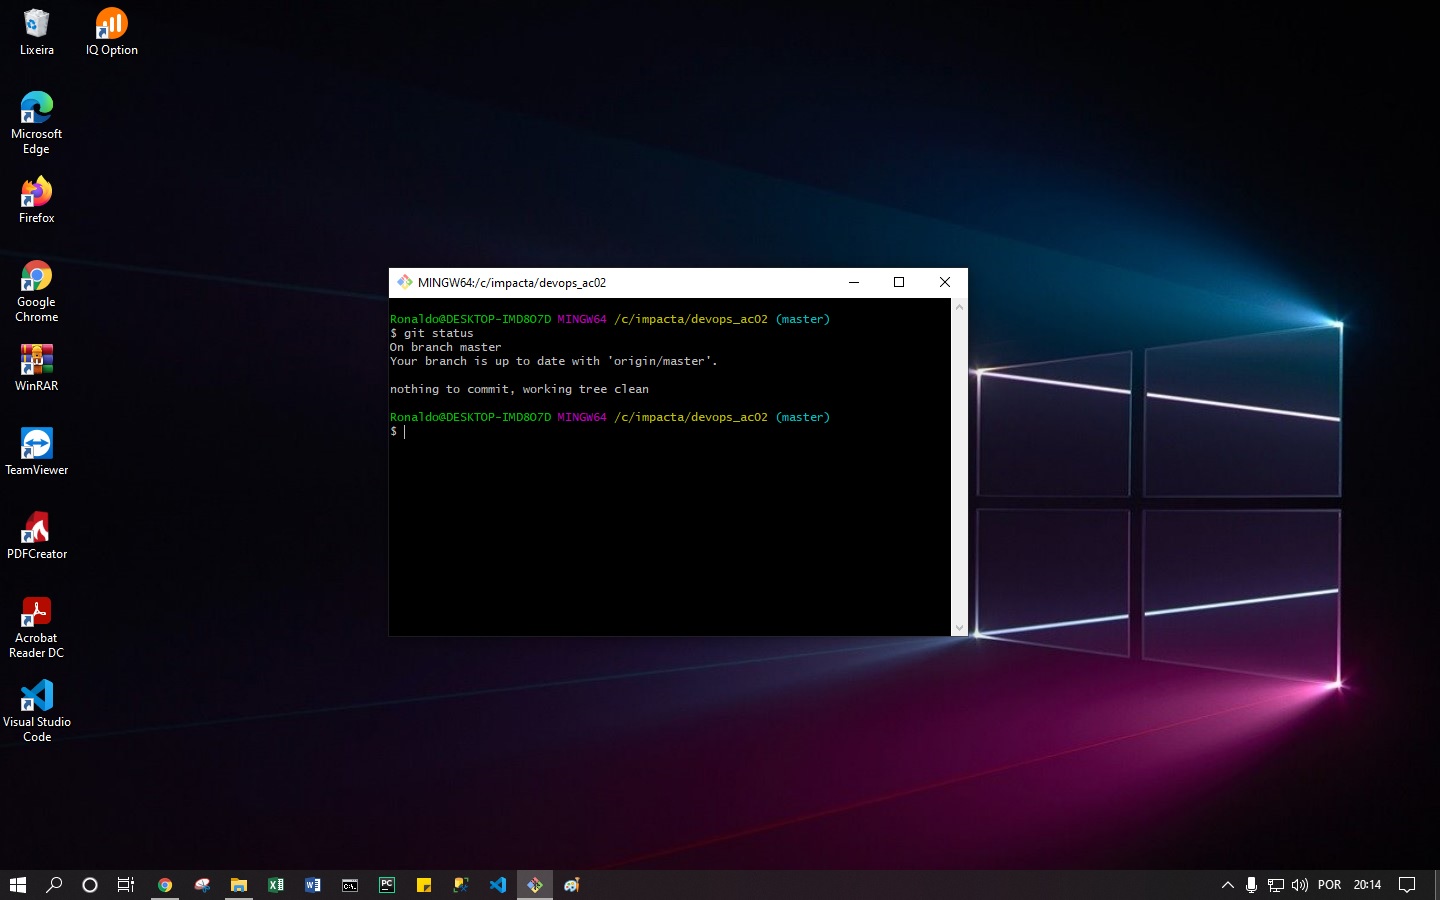 Lixeira
IQ Option
Microsoft
Edge
Firefox
Google
Chrome
WinRAR
TeamViewer
PDFCreator
Acrobat
Reader DC
Visual Studio
Code
MINGW64:/c/impacta/devops_ac02
Ronaldo@DESKTOP-IMD8O7D MINGW64 /c/impacta/devops_ac02 (master)
$ git status
On branch master
Your branch is up to date with 'origin/master'.
nothing to commit, working tree clean
Ronaldo@DESKTOP-IMD8O7D MINGW64 /c/impacta/devops_ac02 (master)
$
POR
20:14